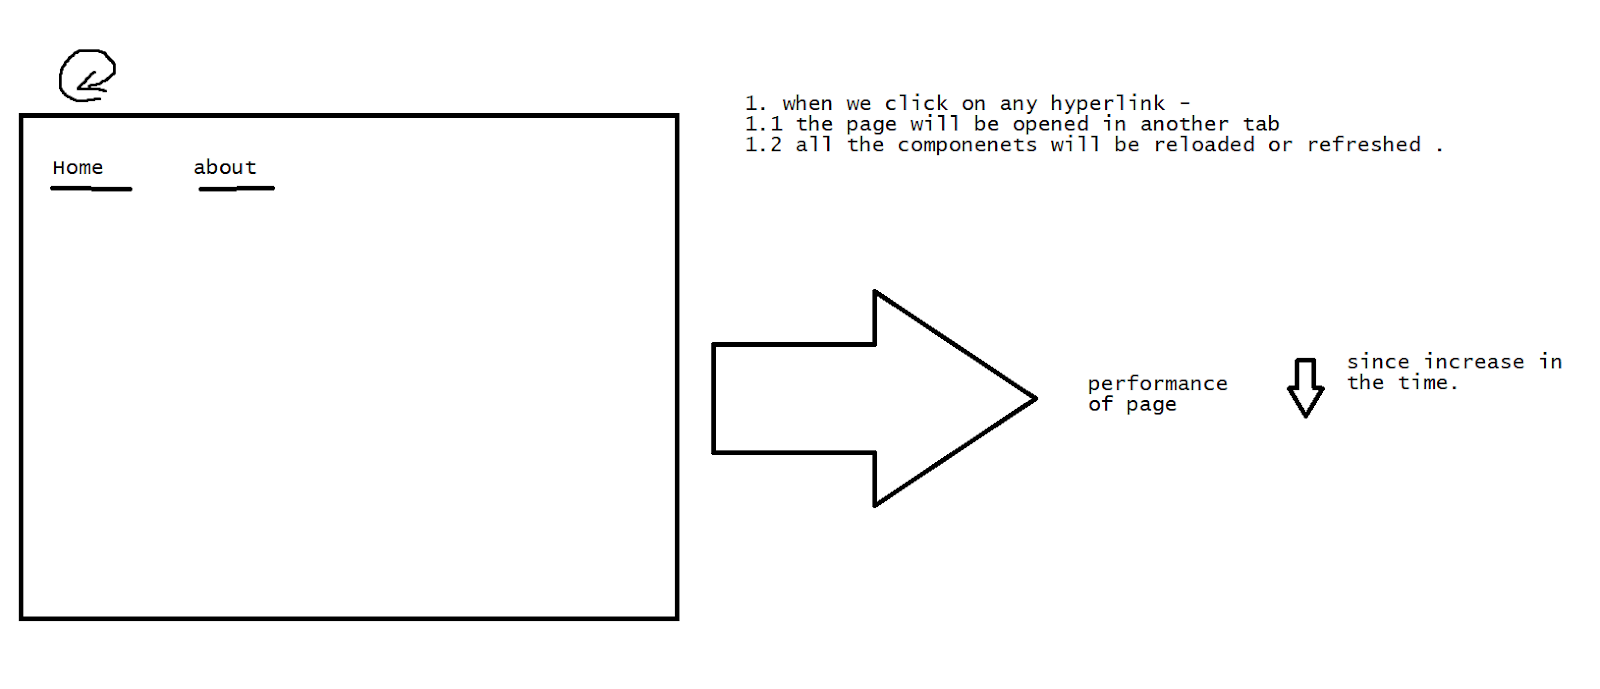 1. when we click on any hyperlink -
1.1 the page will be opened in another tab
1.2 all the componenets will be reloaded or refreshed .
Home about
performance
of page
since increase in
the time.